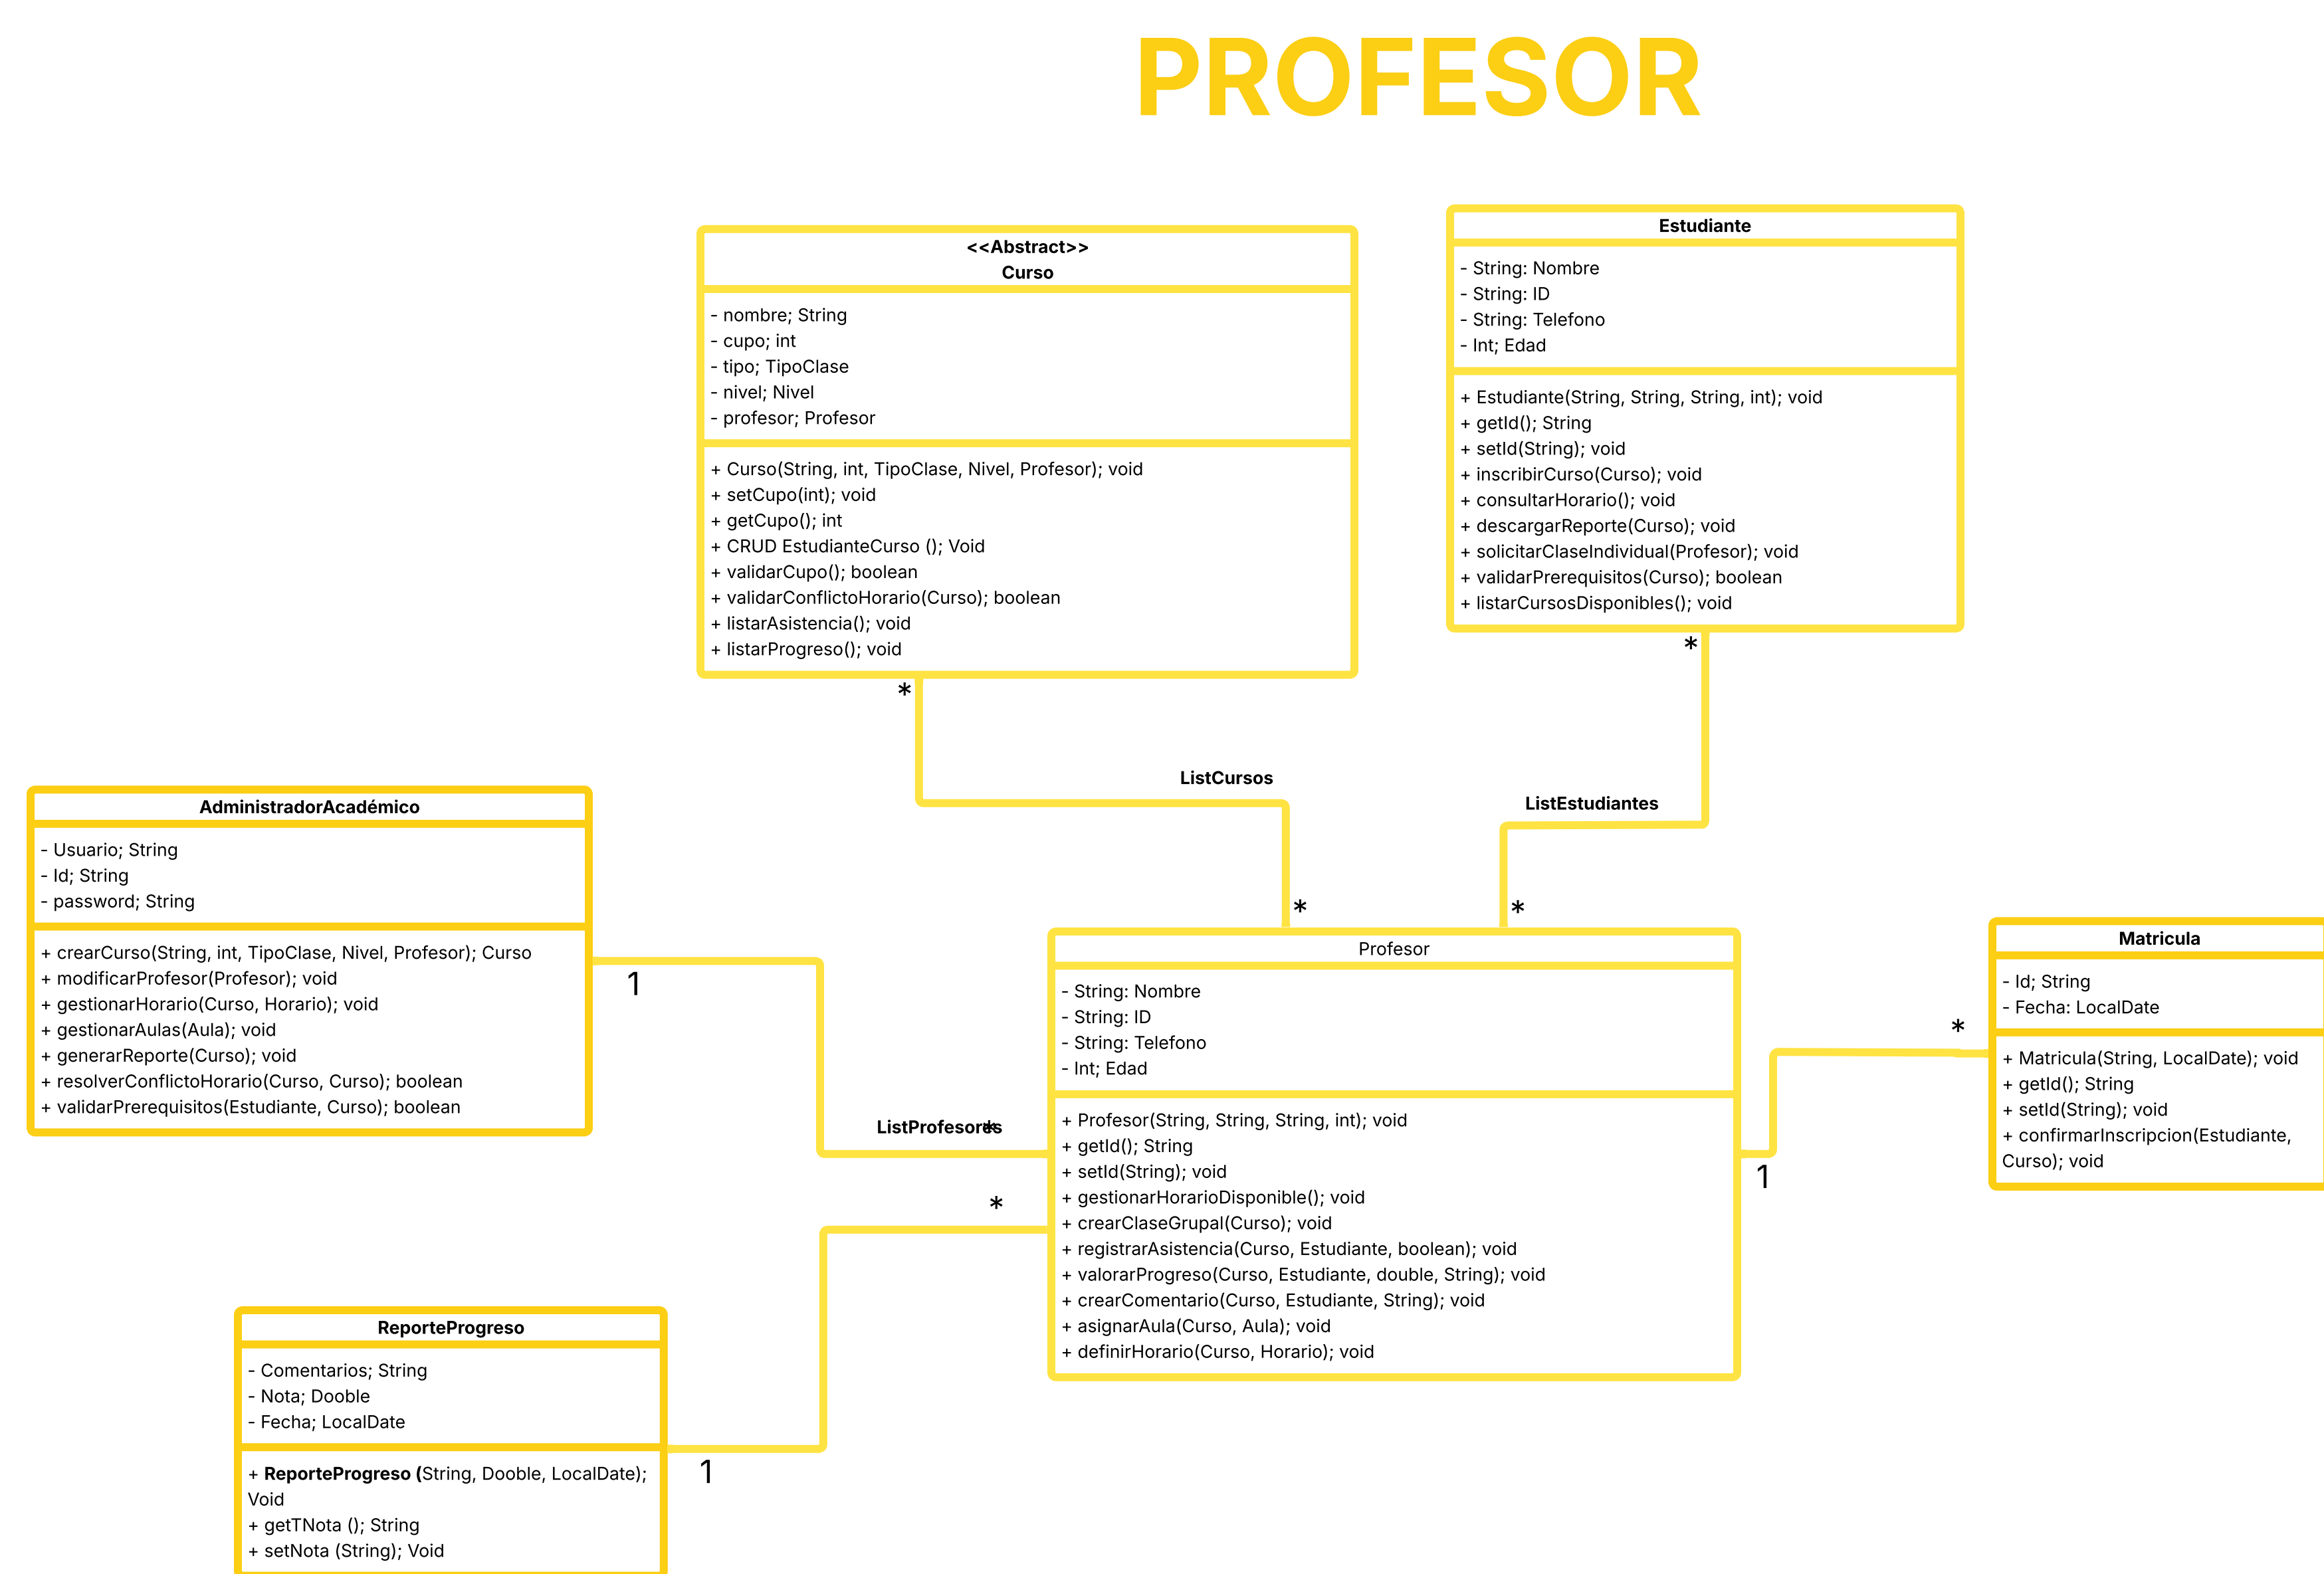 PROFESOR
<<Abstract>>
Curso
- nombre; String
- cupo; int
- tipo; TipoClase
- nivel; Nivel
- profesor; Profesor
+ Curso(String, int, TipoClase, Nivel, Profesor); void
+ setCupo(int); void
+ getCupo(); int
+ CRUD EstudianteCurso (); Void
+ validarCupo(); boolean
+ validarConflictoHorario(Curso); boolean
+ listarAsistencia(); void
+ listarProgreso(); void
*
Estudiante
- String: Nombre
- String: ID
- String: Telefono
- Int; Edad
+ Estudiante(String, String, String, int); void
+ getId(); String
+ setId(String); void
+ inscribirCurso(Curso); void
+ consultarHorario(); void
+ descargarReporte(Curso); void
+ solicitarClaseIndividual(Profesor); void
+ validarPrerequisitos(Curso); boolean
+ listarCursosDisponibles(); void
*
ListCursos
*
ListEstudiantes
*
AdministradorAcadémico
- Usuario; String
- Id; String
- password; String
+ crearCurso(String, int, TipoClase, Nivel, Profesor); Curso
+ modificarProfesor(Profesor); void
+ gestionarHorario(Curso, Horario); void
+ gestionarAulas(Aula); void
+ generarReporte(Curso); void
+ resolverConflictoHorario(Curso, Curso); boolean
+ validarPrerequisitos(Estudiante, Curso); boolean
1
ListProfesores
*
*
Profesor
- String: Nombre
- String: ID
- String: Telefono
- Int; Edad
+ Profesor(String, String, String, int); void
+ getId(); String
+ setId(String); void
+ gestionarHorarioDisponible(); void
+ crearClaseGrupal(Curso); void
+ registrarAsistencia(Curso, Estudiante, boolean); void
+ valorarProgreso(Curso, Estudiante, double, String); void
+ crearComentario(Curso, Estudiante, String); void
+ asignarAula(Curso, Aula); void
+ definirHorario(Curso, Horario); void
1
*
Matricula
- Id; String
- Fecha: LocalDate
+ Matricula(String, LocalDate); void
+ getId(); String
+ setId(String); void
+ confirmarInscripcion(Estudiante,
Curso); void
ReporteProgreso
- Comentarios; String
- Nota; Dooble
- Fecha; LocalDate
+ ReporteProgreso (String, Dooble, LocalDate);
Void
+ getTNota (); String
+ setNota (String); Void
1